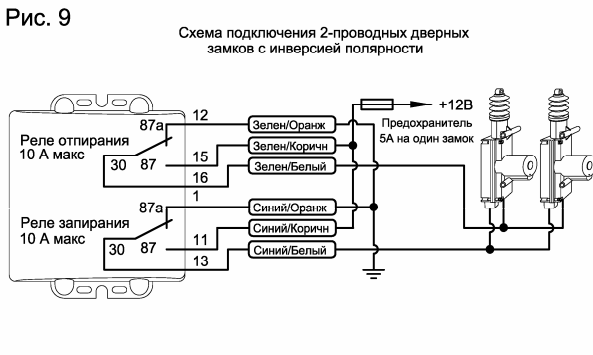 Рис. 9
Схема подключения 2-проводных дверных
замков с инверсией полярности
87a
12
Зелен/Оранж
+12В
Реле отпирания
10 А макс
30
87
15
Зелен/Коричн
Предохранитель
5А на один замок
16
Зелен/Белый
1
87a
Синий/Оранж
Реле запирания
10 А макс
30
87
11
Синий/Коричн
13
Синий/Белый